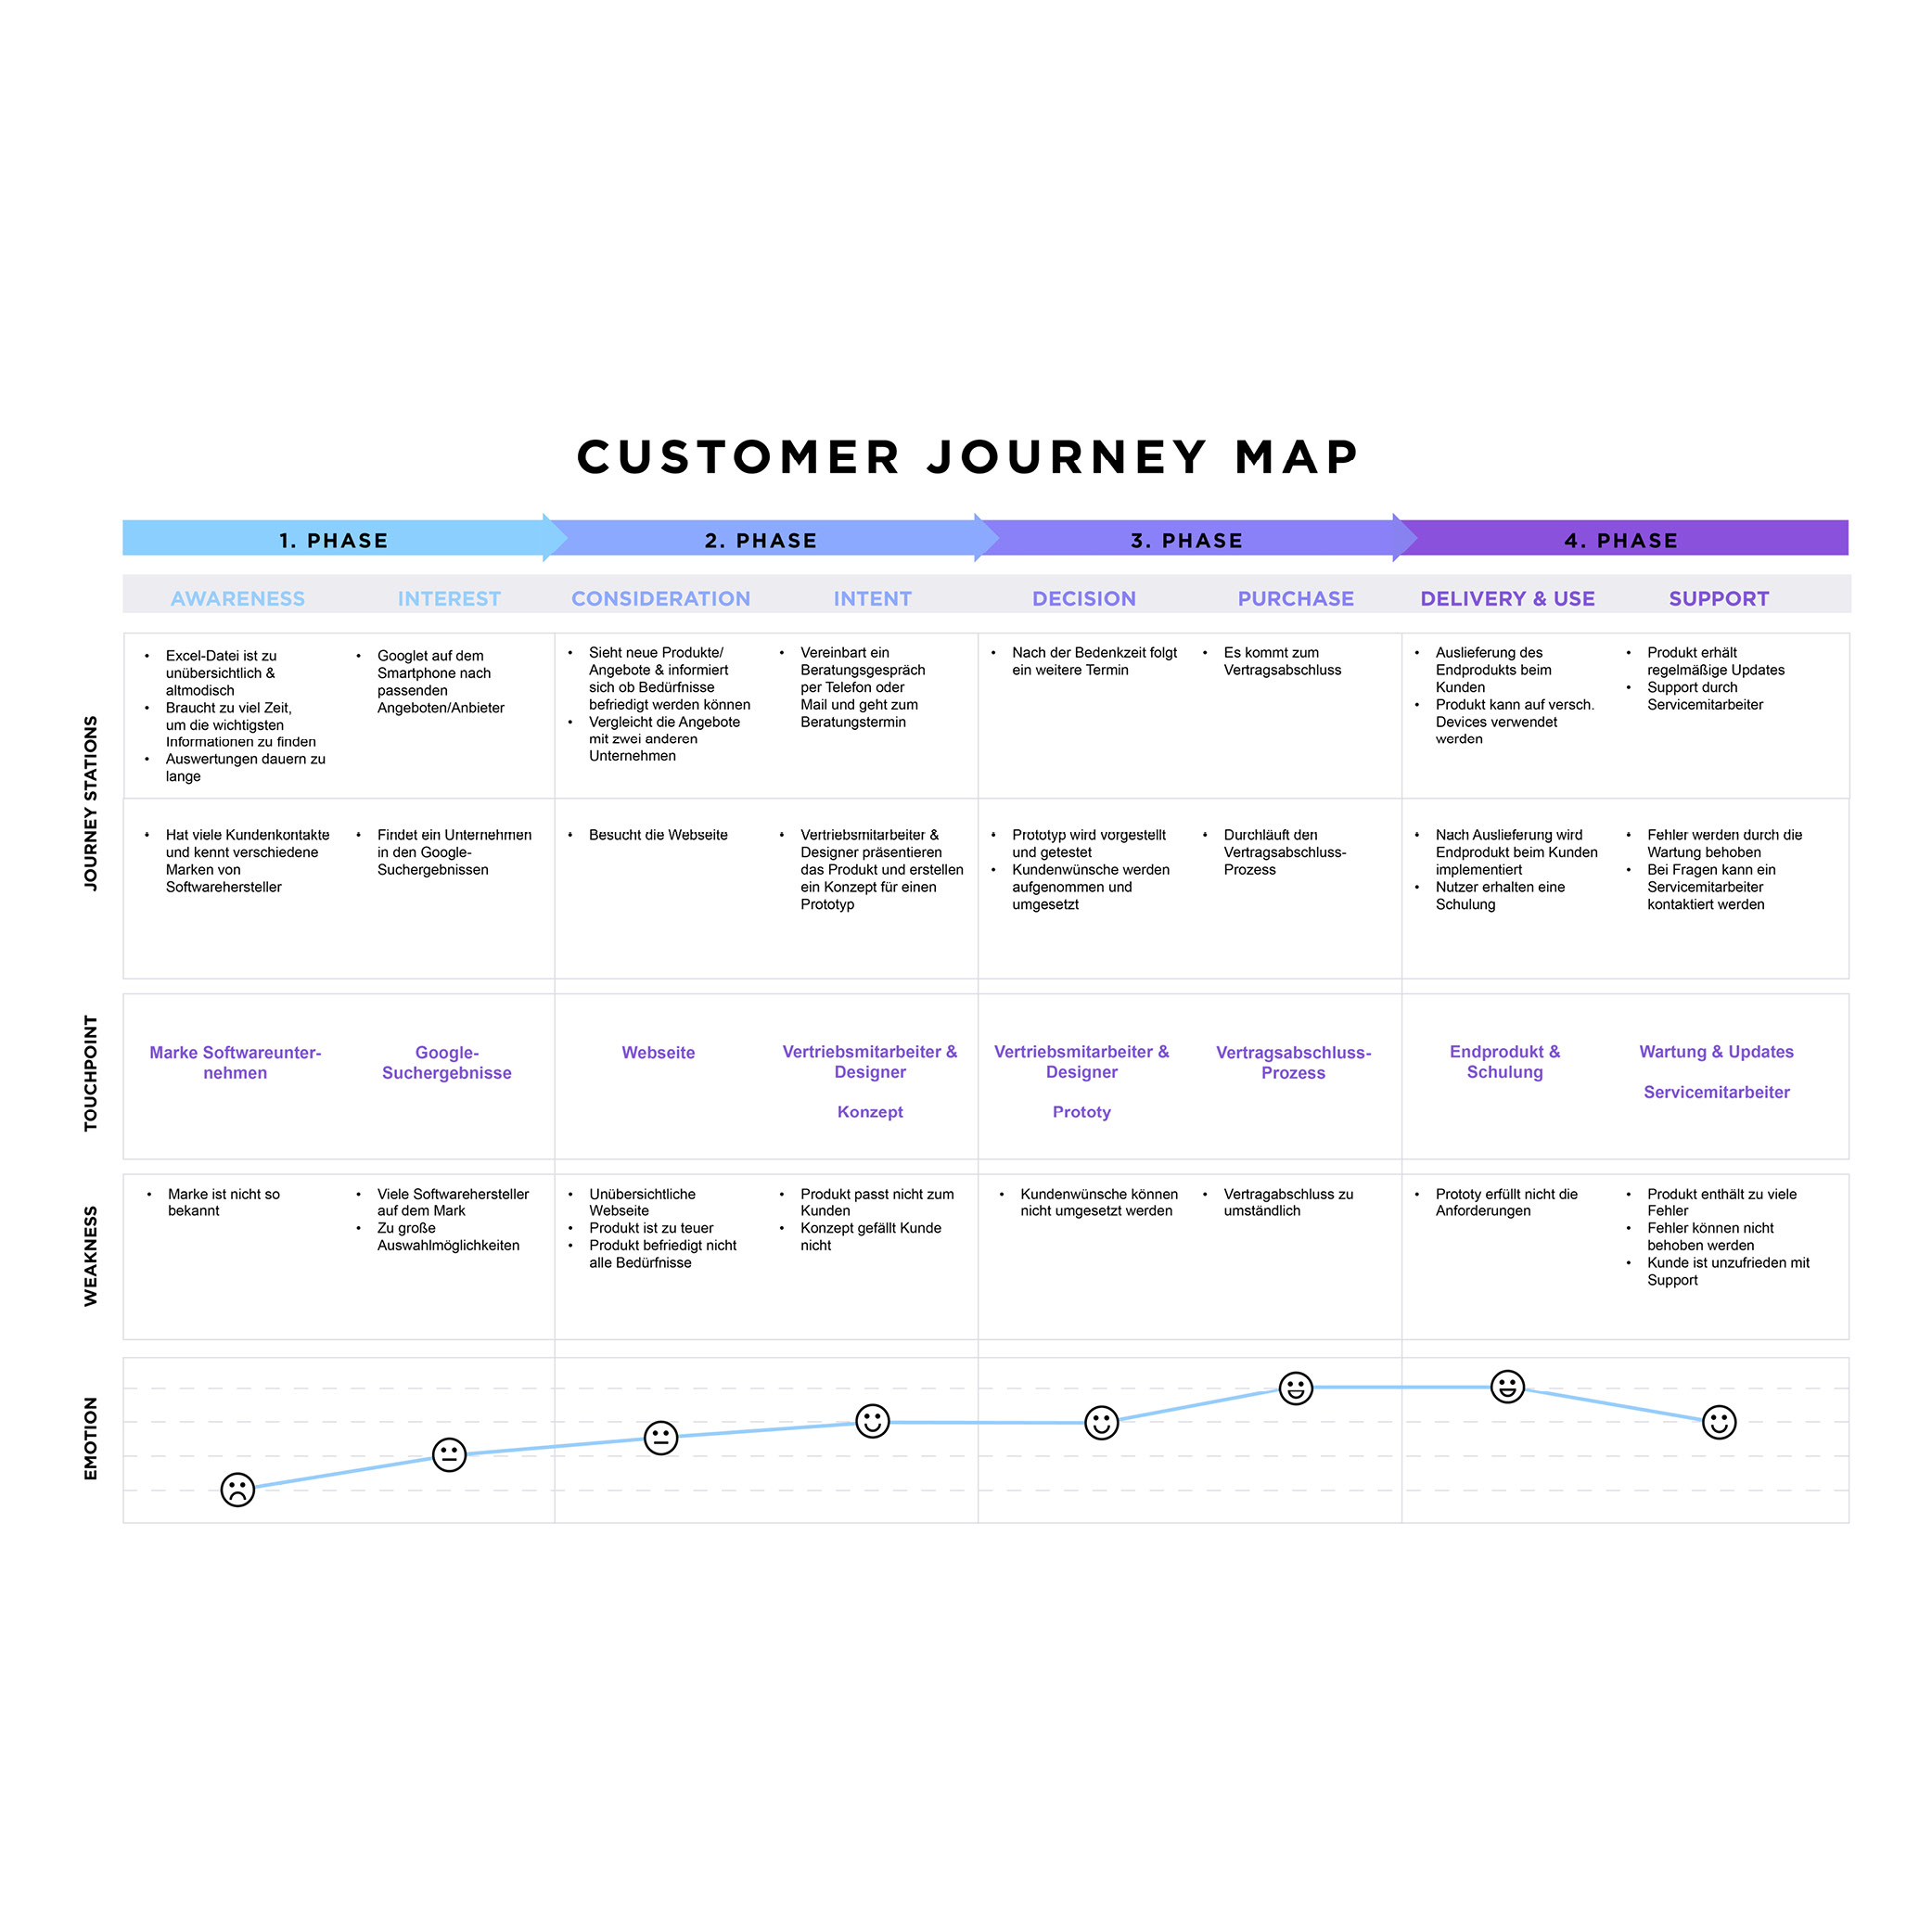 CUSTOMER JOURNEY MAP
1. PHASE
2. PHASE
3. PHASE
4. PHASE
AWARENESS
INTEREST
CONSIDERATION
INTENT
DECISION
PURCHASE
DELIVERY & USE
SUPPORT
JOURNEY STATIONS
• Excel-Datei ist zu
unübersichtlich &
altmodisch
• Braucht zu viel Zeit,
um die wichtigsten
Informationen zu finden
• Auswertungen dauern zu
lange
• Googlet auf dem
Smartphone nach
passenden
Angeboten/Anbieter
• Sieht neue Produkte/
Angebote & informiert
sich ob Bedürfnisse
befriedigt werden können
• Vergleicht die Angebote
mit zwei anderen
Unternehmen
• Vereinbart ein
Beratungsgespräch
per Telefon oder
Mail und geht zum
Beratungstermin
• Nach der Bedenkzeit folgt
ein weitere Termin
• Es kommt zum
Vertragsabschluss
• Auslieferung des
Endprodukts beim
Kunden
• Produkt kann auf versch.
Devices verwendet
werden
• Produkt erhält
regelmäßige Updates
• Support durch
Servicemitarbeiter
• Hat viele Kundenkontakte
und kennt verschiedene
Marken von
Softwarehersteller
• Findet ein Unternehmen
in den Google-
Suchergebnissen
• Besucht die Webseite
• Vertriebsmitarbeiter &
Designer präsentieren
das Produkt und erstellen
ein Konzept für einen
Prototyp
• Prototyp wird vorgestellt
und getestet
• Kundenwünsche werden
aufgenommen und
umgesetzt
• Durchläuft den
Vertragsabschluss-
Prozess
• Nach Auslieferung wird
Endprodukt beim Kunden
implementiert
• Nutzer erhalten eine
Schulung
• Fehler werden durch die
Wartung behoben
• Bei Fragen kann ein
Servicemitarbeiter
kontaktiert werden
TOUCHPOINT
Marke Softwareunter-
nehmen
Google-
Suchergebnisse
Webseite
Vertriebsmitarbeiter &
Designer
Konzept
Vertriebsmitarbeiter &
Designer
Prototy
Vertragsabschluss-
Prozess
Endprodukt &
Schulung
Wartung & Updates
Servicemitarbeiter
WEAKNESS
• Marke ist nicht so
bekannt
• Viele Softwarehersteller
auf dem Mark
• Zu große
Auswahlmöglichkeiten
• Unübersichtliche
Webseite
• Produkt ist zu teuer
• Produkt befriedigt nicht
alle Bedürfnisse
• Produkt passt nicht zum
Kunden
• Konzept gefällt Kunde
nicht
• Kundenwünsche können
nicht umgesetzt werden
• Vertragabschluss zu
umständlich
• Prototy erfüllt nicht die
Anforderungen
• Produkt enthält zu viele
Fehler
• Fehler können nicht
behoben werden
• Kunde ist unzufrieden mit
Support
EMOTION